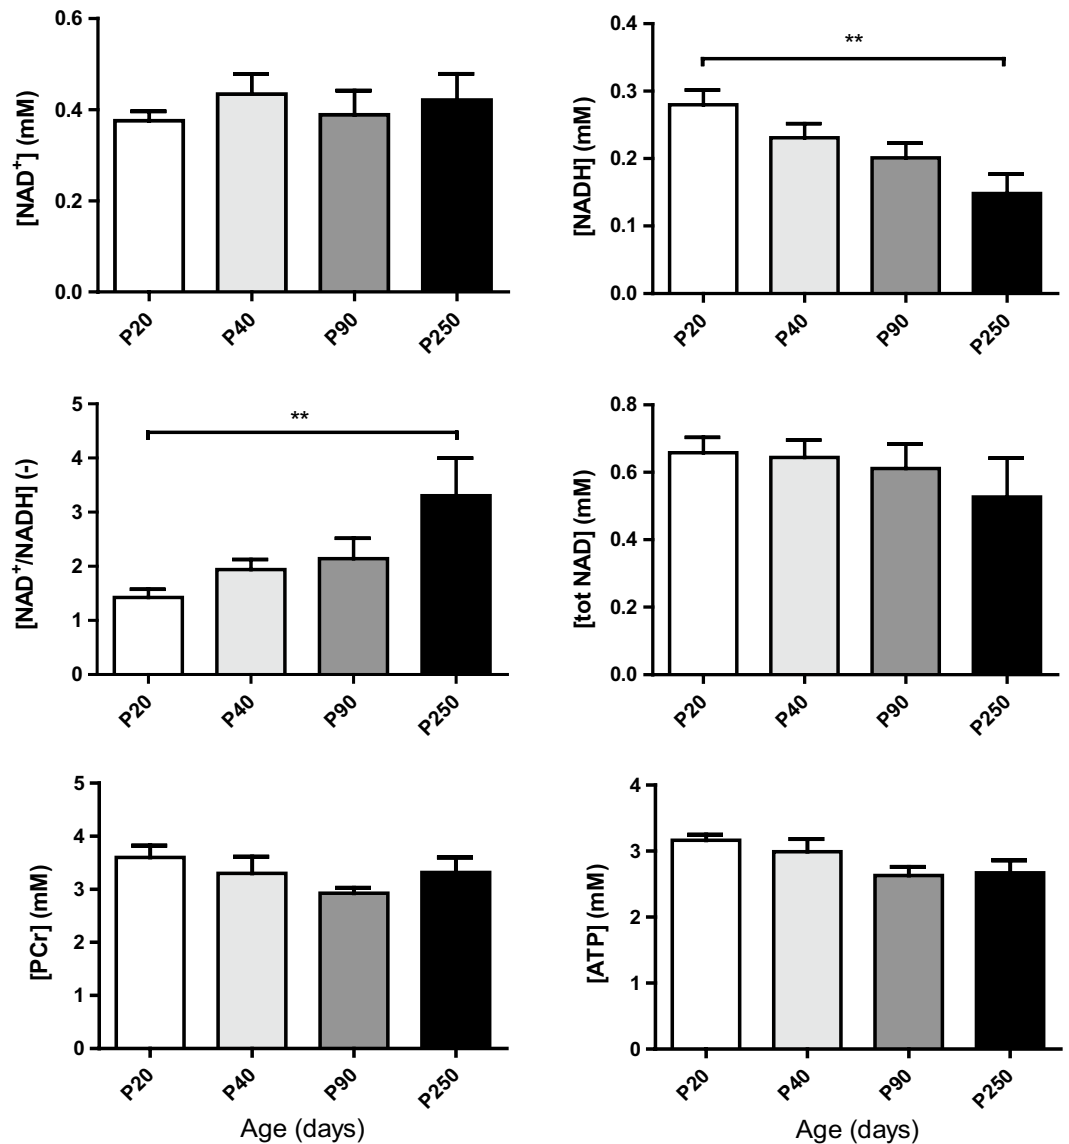 [NAD+] (mM)
0.6
0.4
0.2
0.0
P20 P40 P90 P250
[NADH] (mM)
0.4
0.3
0.2
0.1
0.0
**
P20 P40 P90 P250
[NAD+/NADH] (-)
5
4
3
2
1
0
**
P20 P40 P90 P250
[tot NAD] (mM)
0.8
0.6
0.4
0.2
0.0
P20 P40 P90 P250
[PCr] (mM)
5
4
3
2
1
0
P20 P40 P90 P250
Age (days)
[ATP] (mM)
4
3
2
1
0
P20 P40 P90 P250
Age (days)